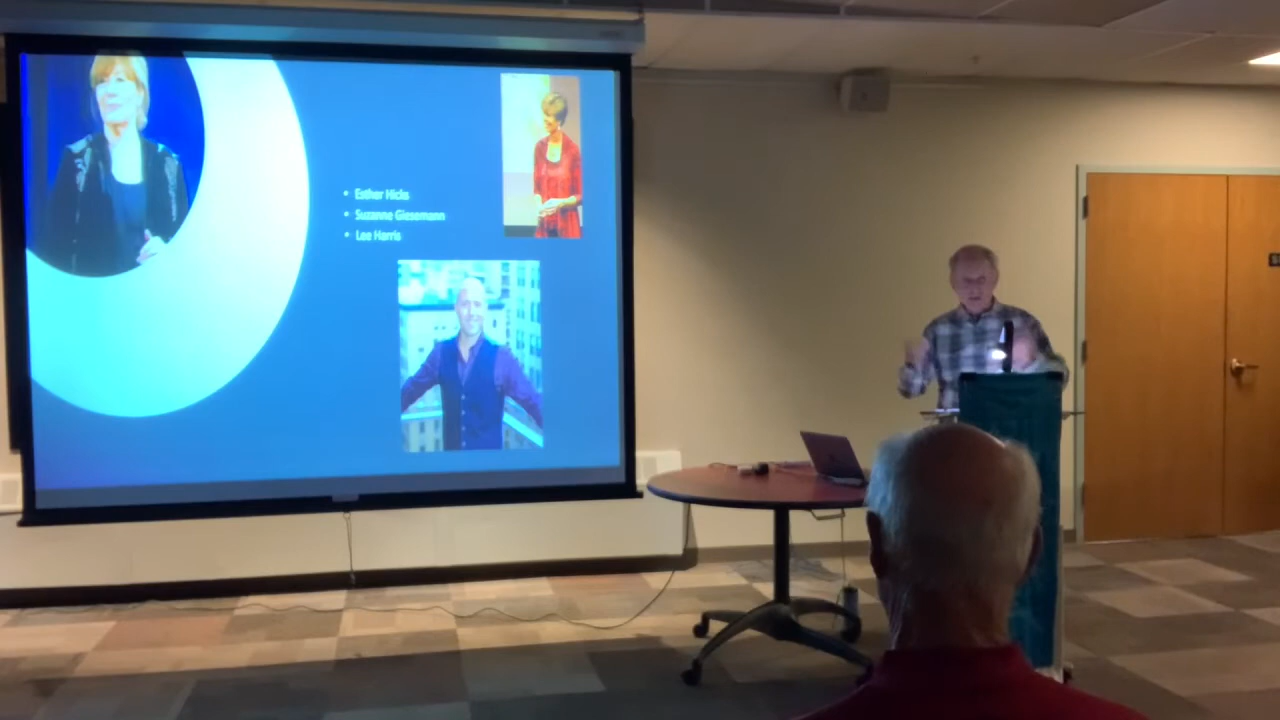 • Esther Hicks
• Suzanne Giesemann
• Lee Harris